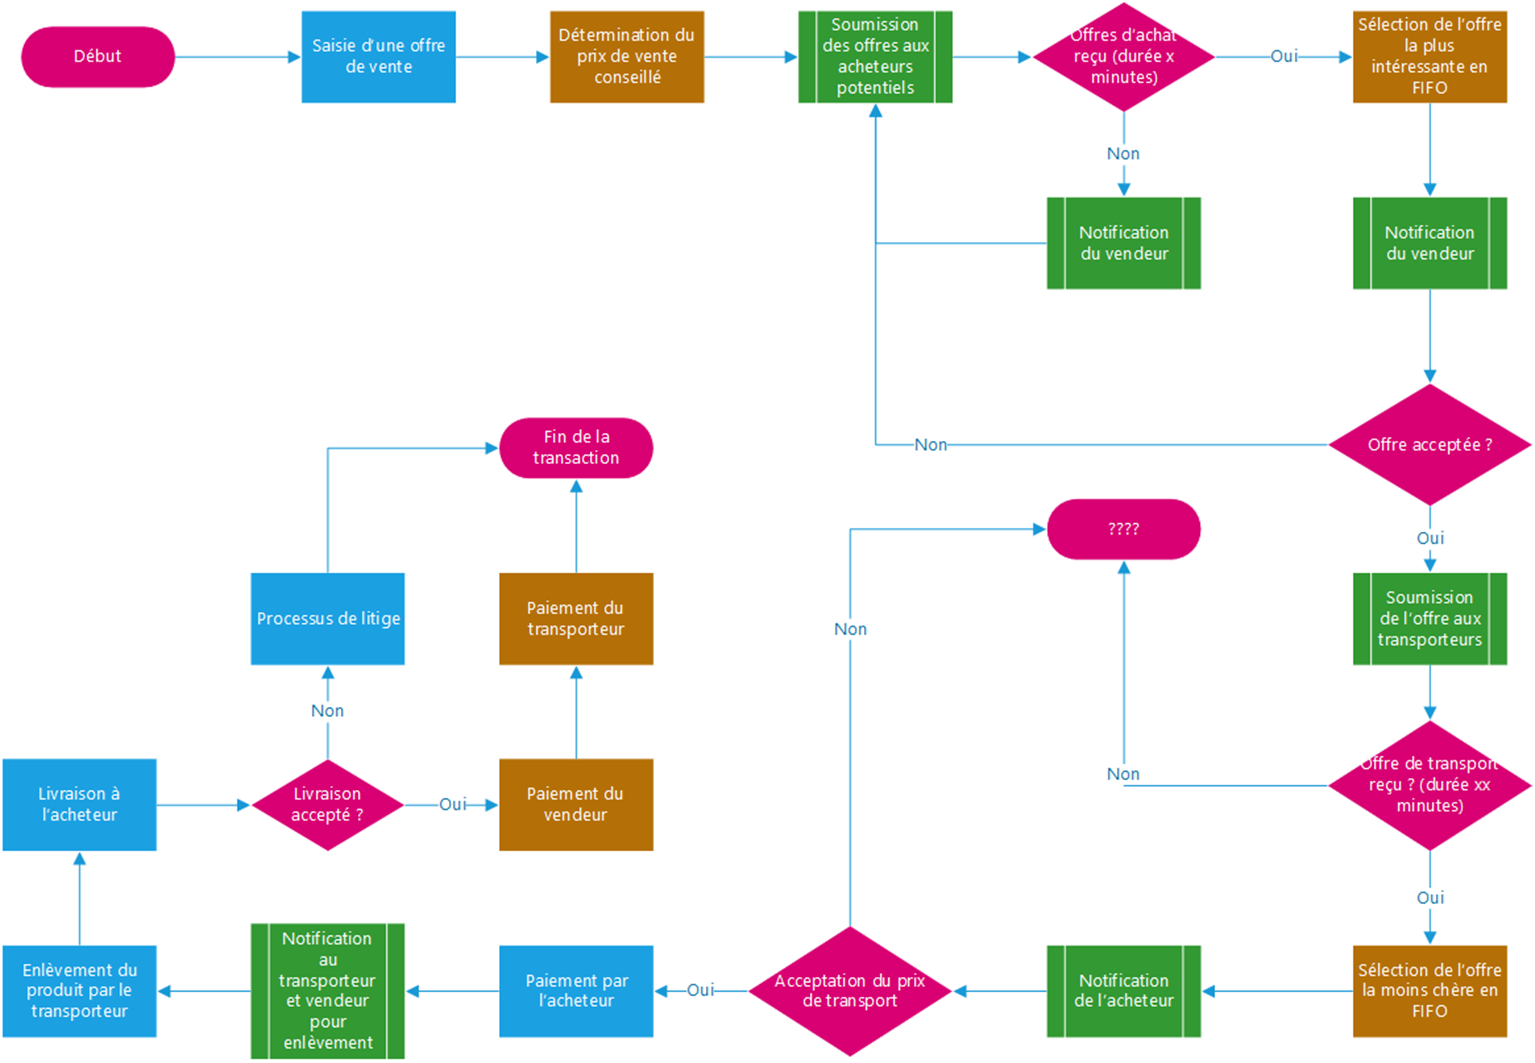 Début
Saisie d'une offre
de vente
Détermination du
prix de vente
conseillé
Soumission
des offres aux
acheteurs
potentiels
Offres d'achat
reçu (durée x
minutes)
Oui
Sélection de l'offre
la plus
intéressante en
FIFO
Non
Notification
du vendeur
Notification
du vendeur
Non
Offre acceptée ?
Fin de la
transaction
????
Oui
Processus de litige
Paiement du
transporteur
Non
Soumission
de l'offre aux
transporteurs
Non
Livraison à
l'acheteur
Livraison
accepté ?
Oui
Paiement du
vendeur
Non
Offre de transport
reçu ? (durée xx
minutes)
Oui
Enlèvement du
produit par le
transporteur
Notification
au
transporteur
et vendeur
pour
enlèvement
Paiement par
l'acheteur
Oui
Acceptation du prix
de transport
Notification
de l'acheteur
Sélection de l'offre
la moins chère en
FIFO